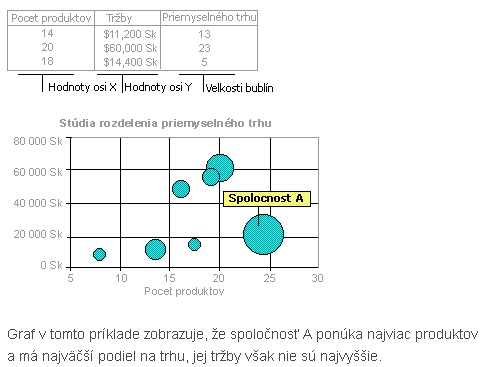 Pocet produktov Tržby Priemyselného trhu
14 $11,200 Sk 13
20 $60,000 Sk 23
18 $14,400 Sk 5
Hodnoty osi X Hodnoty osi Y Veľkosti bublín
Stúdia rozdelenia priemyselného trhu
80 000 Sk
60 000 Sk
40 000 Sk
20 000 Sk
0 Sk
Spolocnost A
5 10 15 20 25 30
Pocet produktov
Graf v tomto príklade zobrazuje, že spoločnosť A ponúka najviac produktov
a má najväčší podiel na trhu, jej tržby však nie sú najvyššie.